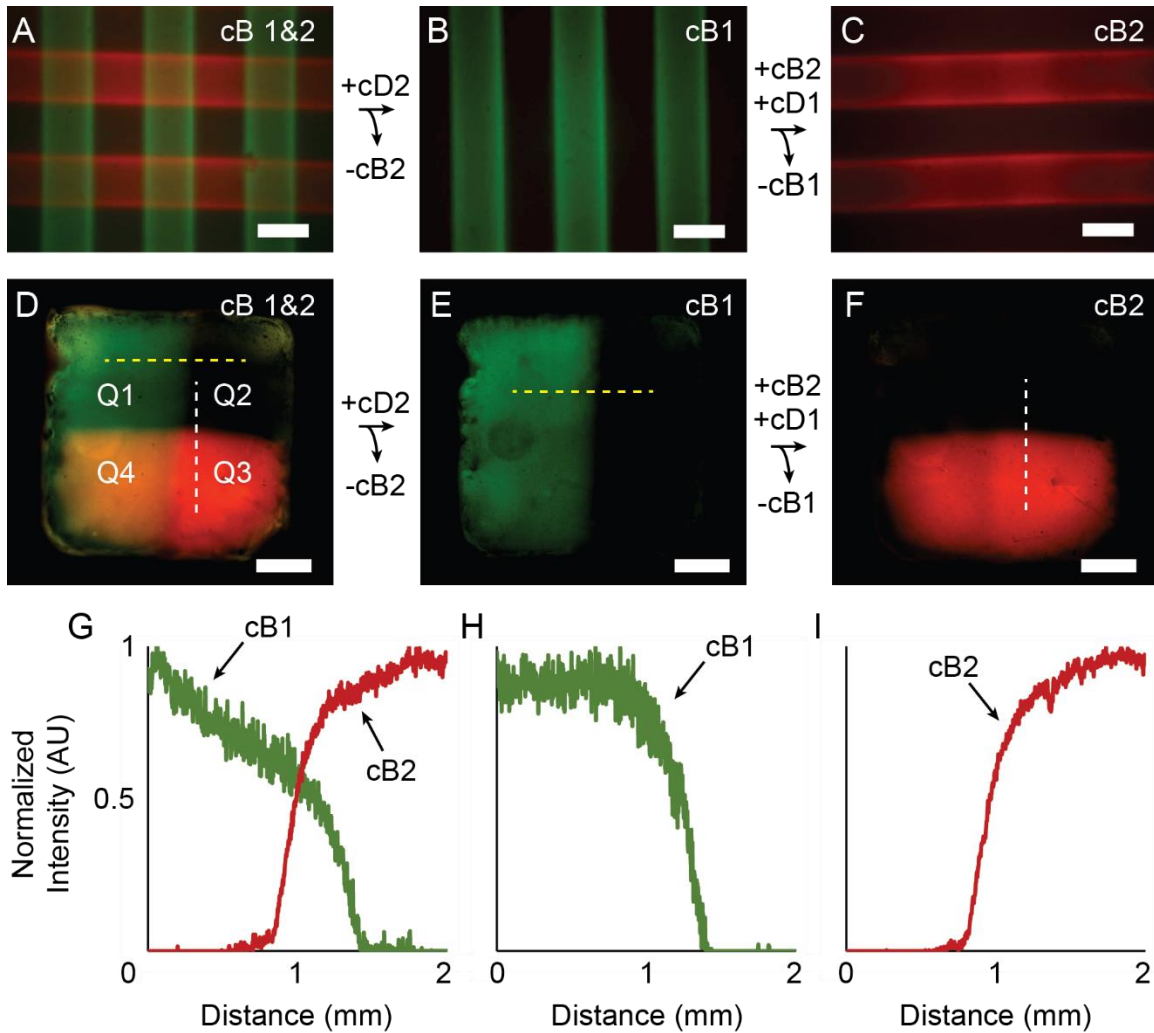 A
cB 1&2
+cD2
-cB2
B
cB1
+cB2
+cD1
-cB1
C
cB2
D
cB 1&2
Q1
Q2
Q4
Q3
+cD2
-cB2
E
cB1
+cB2
+cD1
-cB1
F
cB2
G
cB1
cB2
H
cB1
I
cB2
Normalized
Intensity (AU)
1
0.5
0
1
2
0
1
2
0
1
2
Distance (mm)
Distance (mm)
Distance (mm)